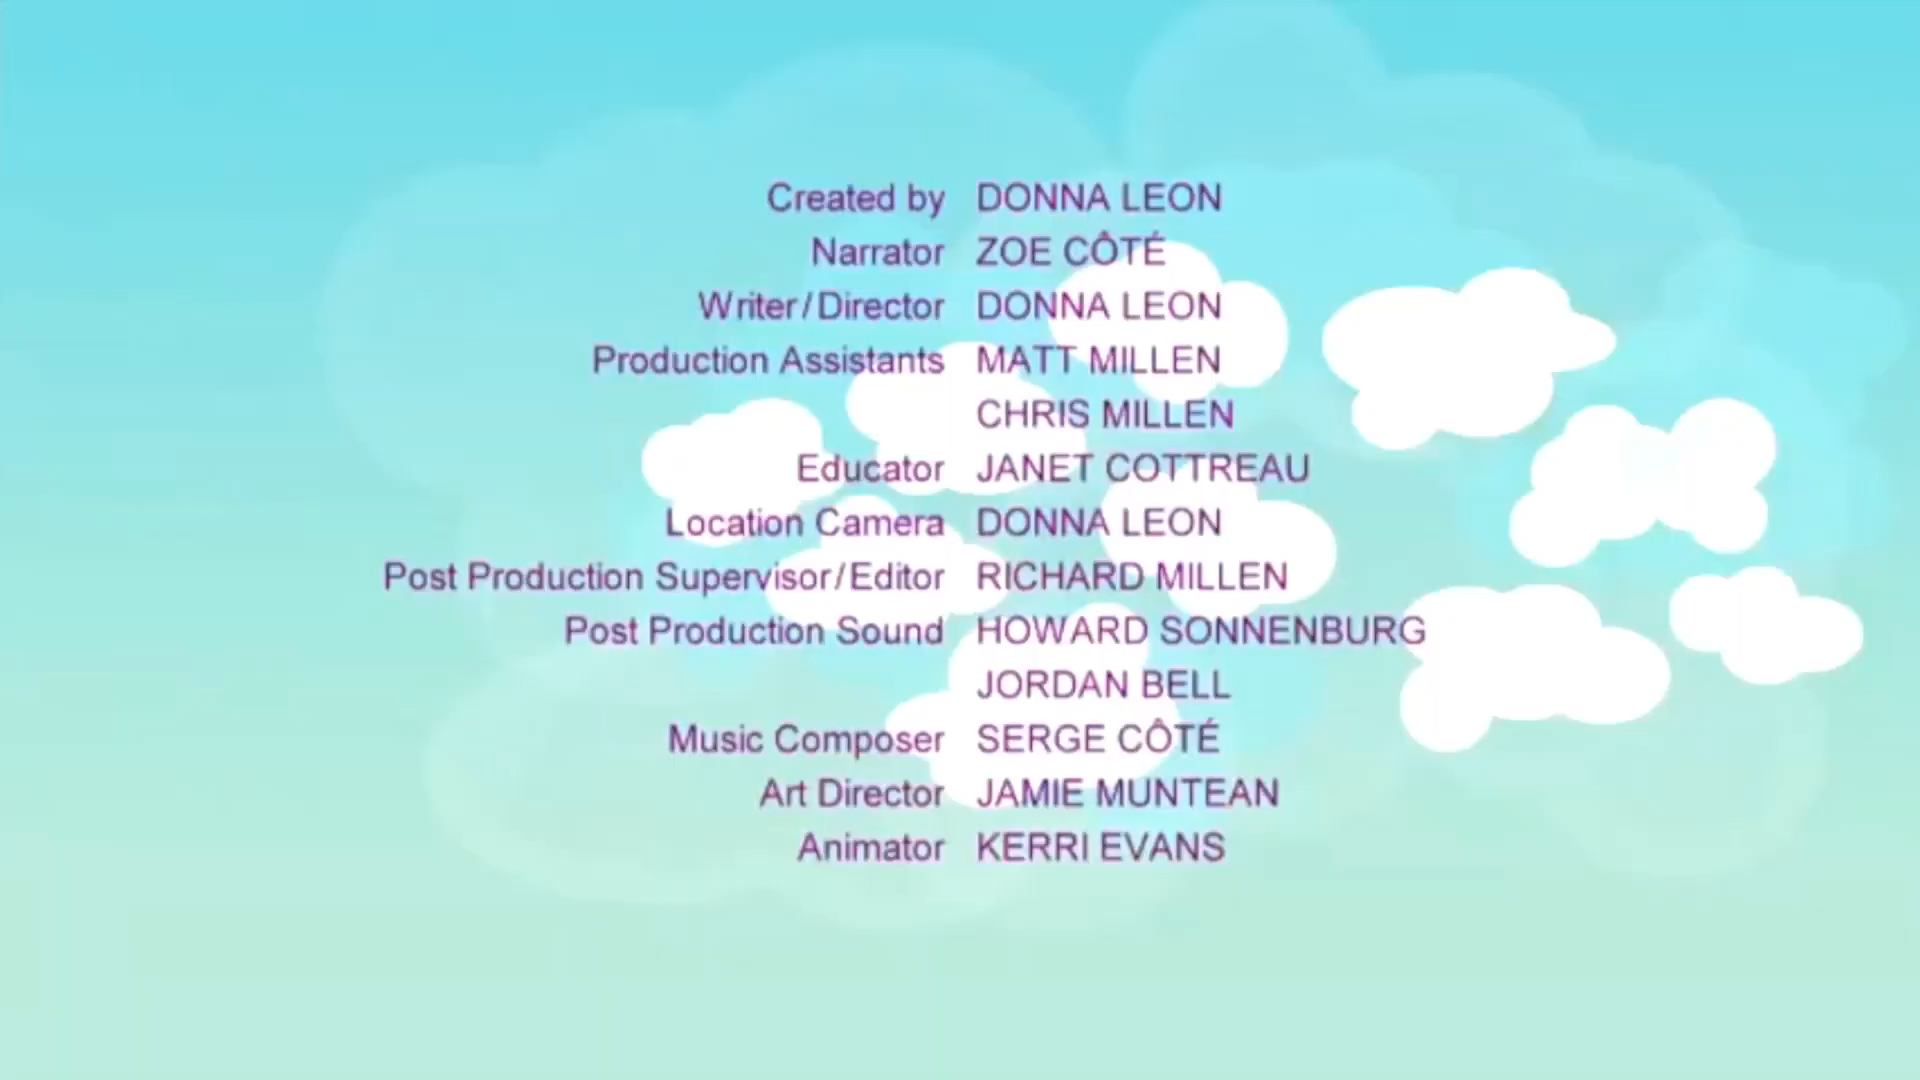 Created by DONNA LEON
Narrator ZOE CÔTÉ
Writer/Director DONNA LEON
Production Assistants MATT MILLEN
CHRIS MILLEN
Educator JANET COTTREAU
Location Camera DONNA LEON
Post Production Supervisor/Editor RICHARD MILLEN
Post Production Sound HOWARD SONNENBURG
JORDAN BELL
Music Composer SERGE CÔTÉ
Art Director JAMIE MUNTEAN
Animator KERRI EVANS